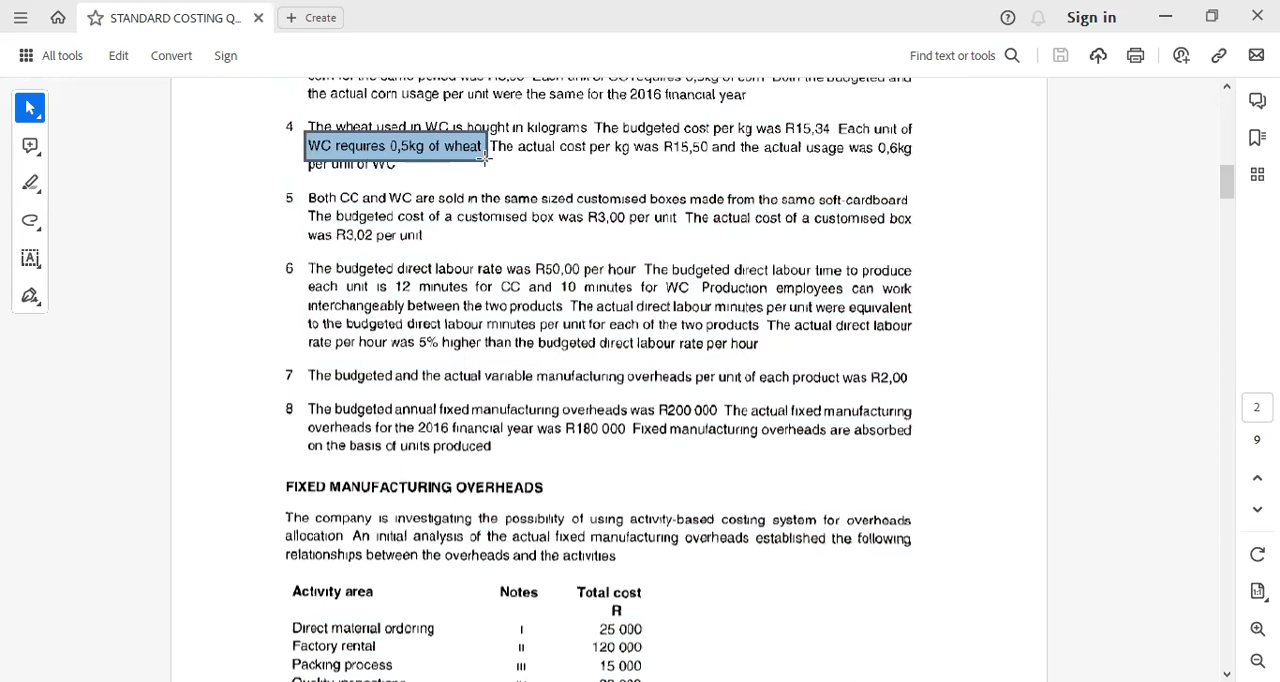 STANDARD COSTING Q...
Create
Sign in
All tools
Edit
Convert
Sign
Find text or tools
the actual corn usage per unit were the same for the 2016 financial year
4 The wheat used in WC is bought in kilograms The budgeted cost per kg was R15,34 Each unit of
WC requires 0,5kg of wheat The actual cost per kg was R15,50 and the actual usage was 0,6kg
per unit of WC
5 Both CC and WC are sold in the same sized customised boxes made from the same soft-cardboard
The budgeted cost of a customised box was R3,00 per unit The actual cost of a customised box
was R3,02 per unit
6 The budgeted direct labour rate was R50,00 per hour The budgeted direct labour time to produce
each unit is 12 minutes for CC and 10 minutes for WC Production employees can work
interchangeably between the two products The actual direct labour minutes per unit were equivalent
to the budgeted direct labour minutes per unit for each of the two products The actual direct labour
rate per hour was 5% higher than the budgeted direct labour rate per hour
7 The budgeted and the actual variable manufacturing overheads per unit of each product was R2,00
8 The budgeted annual fixed manufacturing overheads was R200 000 The actual fixed manufacturing
overheads for the 2016 financial year was R180 000 Fixed manufacturing overheads are absorbed
on the basis of units produced
FIXED MANUFACTURING OVERHEADS
The company is investigating the possibility of using activity-based costing system for overheads
allocation An initial analysis of the actual fixed manufacturing overheads established the following
relationships between the overheads and the activities
Activity area Notes Total cost
R
Direct material ordering I 25 000
Factory rental II 120 000
Packing process III 15 000
2
9